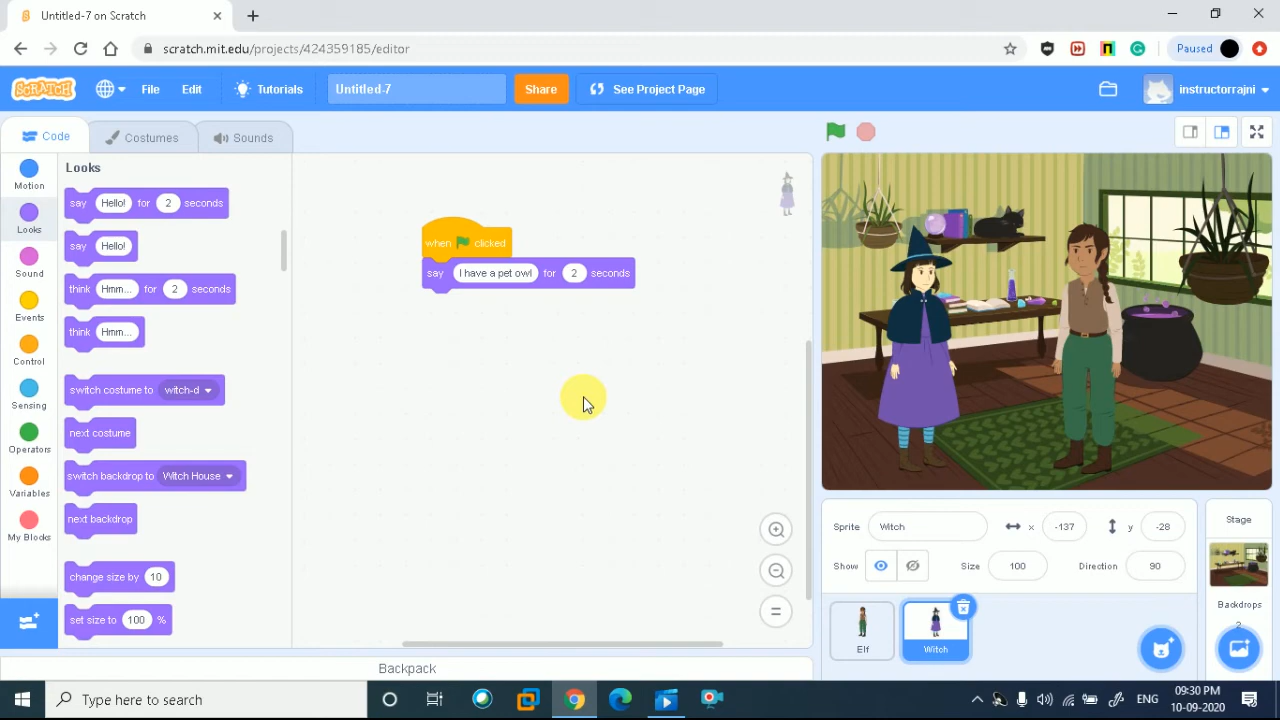 Untitled-7 on Scratch
scratch.mit.edu/projects/424359185/editor
Paused
SCRATCH
File
Edit
Tutorials
Untitled-7
Share
See Project Page
instructorrajni
Code
Costumes
Sounds
Motion
Looks
Sound
Events
Control
Sensing
Operators
Variables
My Blocks
Looks
say Hello! for 2 seconds
say Hello!
think Hmm... for 2 seconds
think Hmm...
switch costume to witch-d
next costume
switch backdrop to Witch House
next backdrop
change size by 10
set size to 100 %
when clicked
say I have a pet owl for 2 seconds
Backpack
Sprite Witch x -137 y -28
Show Size 100 Direction 90
Elf
Witch
Stage
Backdrops
2
Type here to search
ENG
09:30 PM
10-09-2020